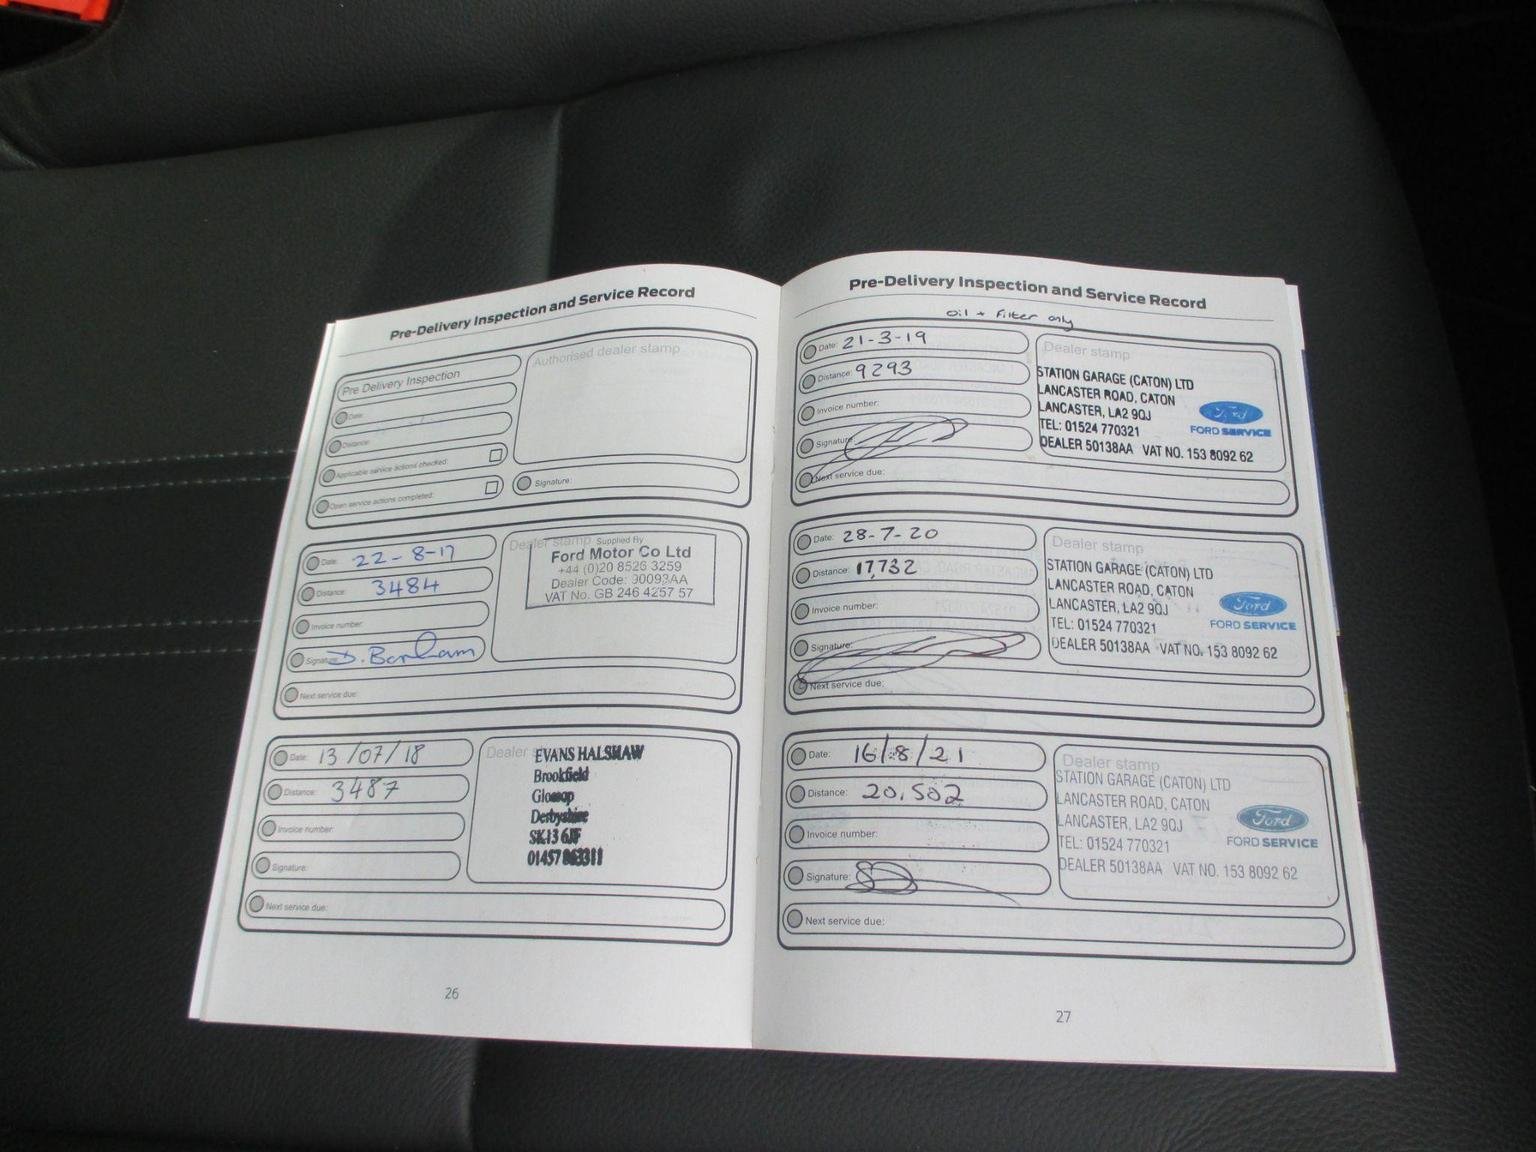 Pre-Delivery Inspection and Service Record
Pre Delivery Inspection
Date:
Distance:
Applicable service actions checked:
Open service actions completed:
Authorised dealer stamp
Signature:
Date: 22-8-17
Distance: 3484
Invoice number:
Signature: D. Barham
Next service due:
Dealer stamp
Supplied By
Ford Motor Co Ltd
+44 (0)20 8526 3259
Dealer Code: 90093AA
VAT No. GB 246 4257 57
Date: 13/07/18
Distance: 3487
Invoice number:
Signature:
Next service due:
Dealer
EVANS HALSHAW
Brookfield
Glossop
Derbyshire
SK13 6JF
01457 863311
26
Pre-Delivery Inspection and Service Record
oil + Filter only
Date: 21-3-19
Distance: 9293
Invoice number:
Signature:
Next service due:
Dealer stamp
STATION GARAGE (CATON) LTD
LANCASTER ROAD, CATON
LANCASTER, LA2 9QJ
TEL: 01524 770321
DEALER 50138AA VAT NO. 153 8092 62
Ford
FORD SERVICE
Date: 28-7-20
Distance: 17,732
Invoice number:
Signature:
Next service due:
Dealer stamp
STATION GARAGE (CATON) LTD
LANCASTER ROAD, CATON
LANCASTER, LA2 9QJ
TEL: 01524 770321
DEALER 50138AA VAT NO. 153 8092 62
Ford
FORD SERVICE
Date: 16/8/21
Distance: 20,502
Invoice number:
Signature:
Next service due:
Dealer stamp
STATION GARAGE (CATON) LTD
LANCASTER ROAD, CATON
LANCASTER, LA2 9QJ
TEL: 01524 770321
DEALER 50138AA VAT NO. 153 8092 62
Ford
FORD SERVICE
27